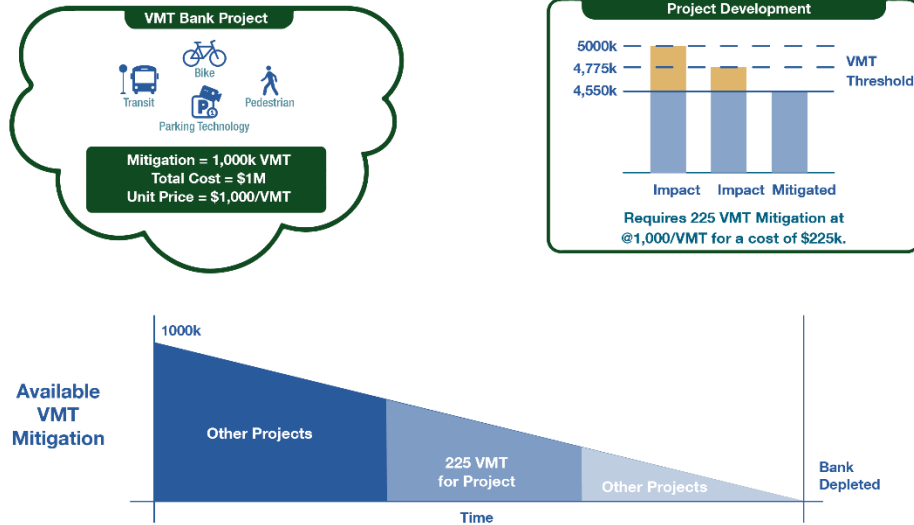 VMT Bank Project
Bike
Transit
Pedestrian
P
$
Parking Technology
Mitigation = 1,000k VMT
Total Cost = $1M
Unit Price = $1,000/VMT
Project Development
5000k
4,775k
4,550k
VMT
Threshold
Impact
Impact
Mitigated
Requires 225 VMT Mitigation at
@1,000/VMT for a cost of $225k.
1000k
Available
VMT
Mitigation
Other Projects
225 VMT
for Project
Other Projects
Bank
Depleted
Time